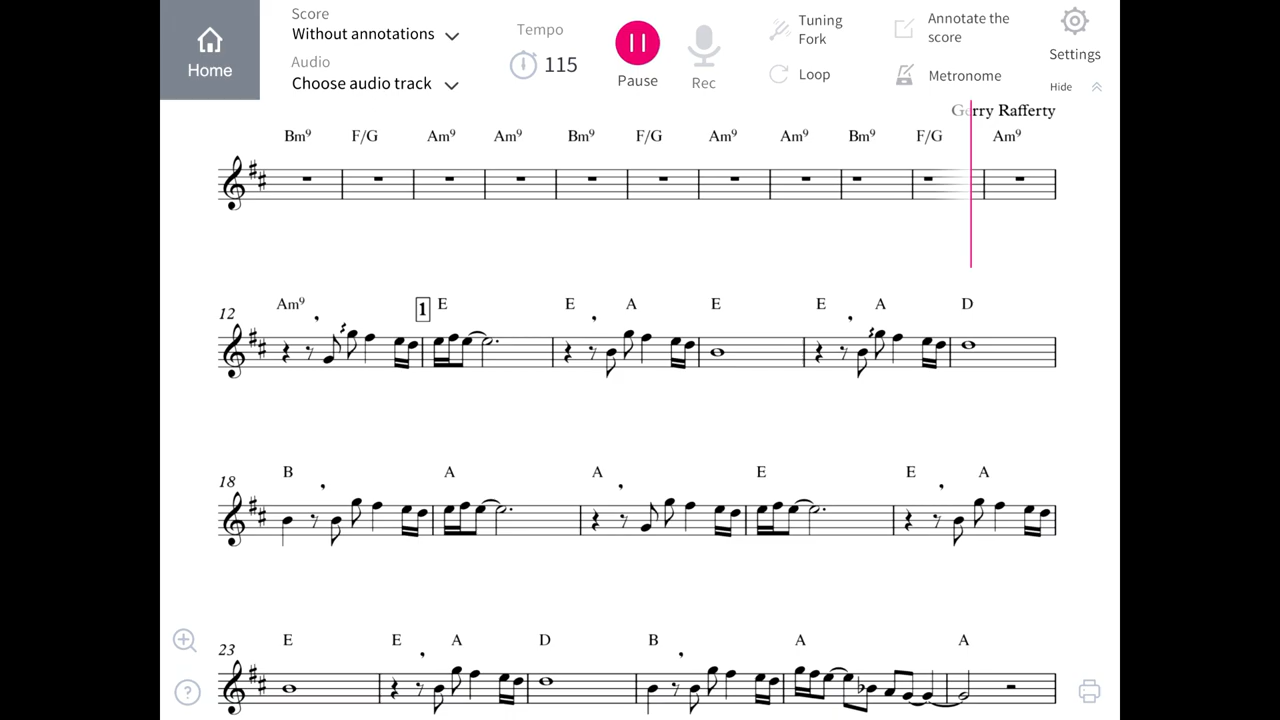 Home
Score
Without annotations
Audio
Choose audio track
Tempo
115
Pause
Rec
Tuning
Fork
Loop
Annotate the
score
Metronome
Settings
Hide
Gerry Rafferty
Bm9 F/G Am9 Am9 Bm9 F/G Am9 Am9 Bm9 F/G Am9
12 Am9 1 E E A E E A D
18 B A A E E A
23 E E A D B A A
?